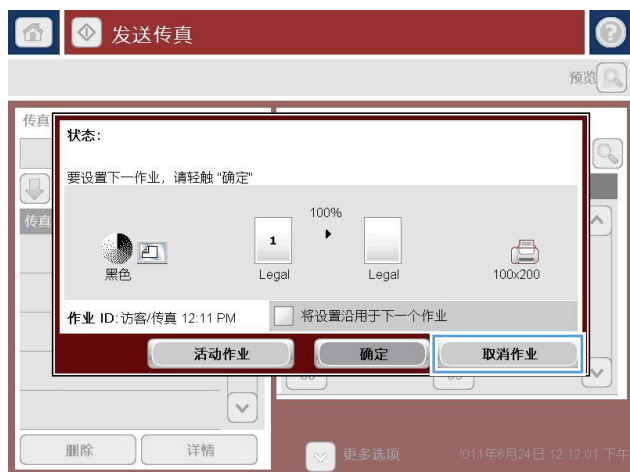 发送传真
预览
传真
状态:
要设置下一作业，请轻触 "确定"
传真
100%
1
黑色
Legal
Legal
100x200
作业 ID:访客/传真 12:11 PM
将设置沿用于下一个作业
活动作业
确定
取消作业
删除
详情
更多选项
2011年8月24日 12:12:01 下午